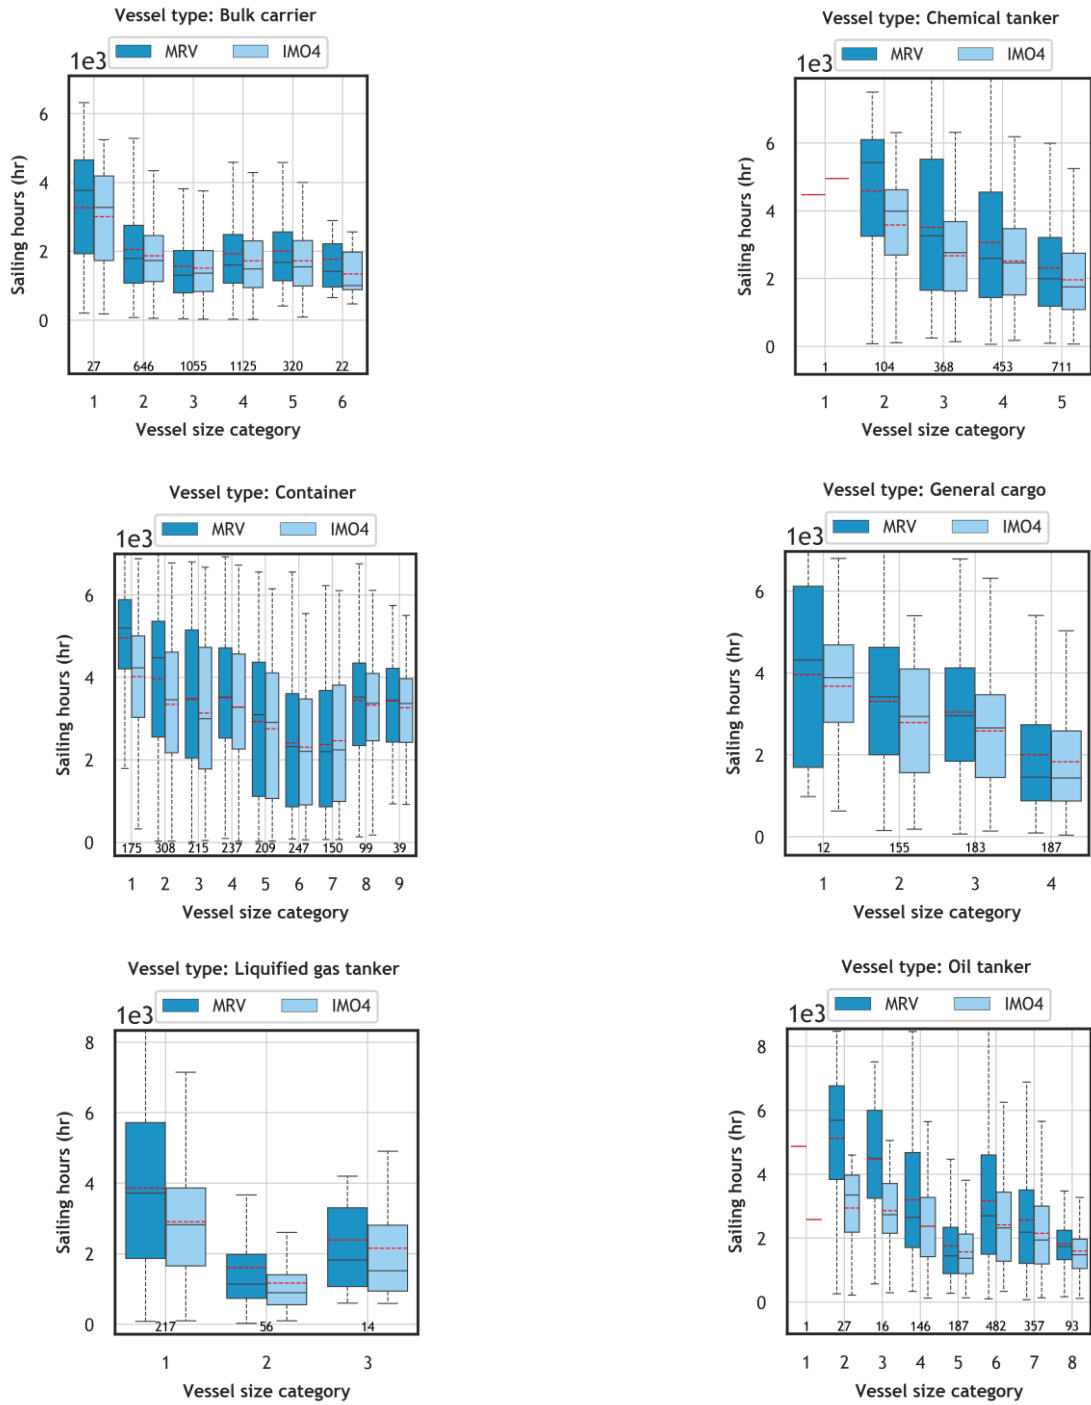 Vessel type: Bulk carrier
MRV IMO4
1e3
Sailing hours (hr)
6
4
2
0
27 646 1055 1125 320 22
1 2 3 4 5 6
Vessel size category
Vessel type: Chemical tanker
MRV IMO4
1e3
Sailing hours (hr)
6
4
2
0
1 104 368 453 711
1 2 3 4 5
Vessel size category
Vessel type: Container
MRV IMO4
1e3
Sailing hours (hr)
6
4
2
0
175 308 215 237 209 247 150 99 39
1 2 3 4 5 6 7 8 9
Vessel size category
Vessel type: General cargo
MRV IMO4
1e3
Sailing hours (hr)
6
4
2
0
12 155 183 187
1 2 3 4
Vessel size category
Vessel type: Liquified gas tanker
MRV IMO4
1e3
Sailing hours (hr)
8
6
4
2
0
217 56 14
1 2 3
Vessel size category
Vessel type: Oil tanker
MRV IMO4
1e3
Sailing hours (hr)
8
6
4
2
0
1 27 16 146 187 482 357 93
1 2 3 4 5 6 7 8
Vessel size category